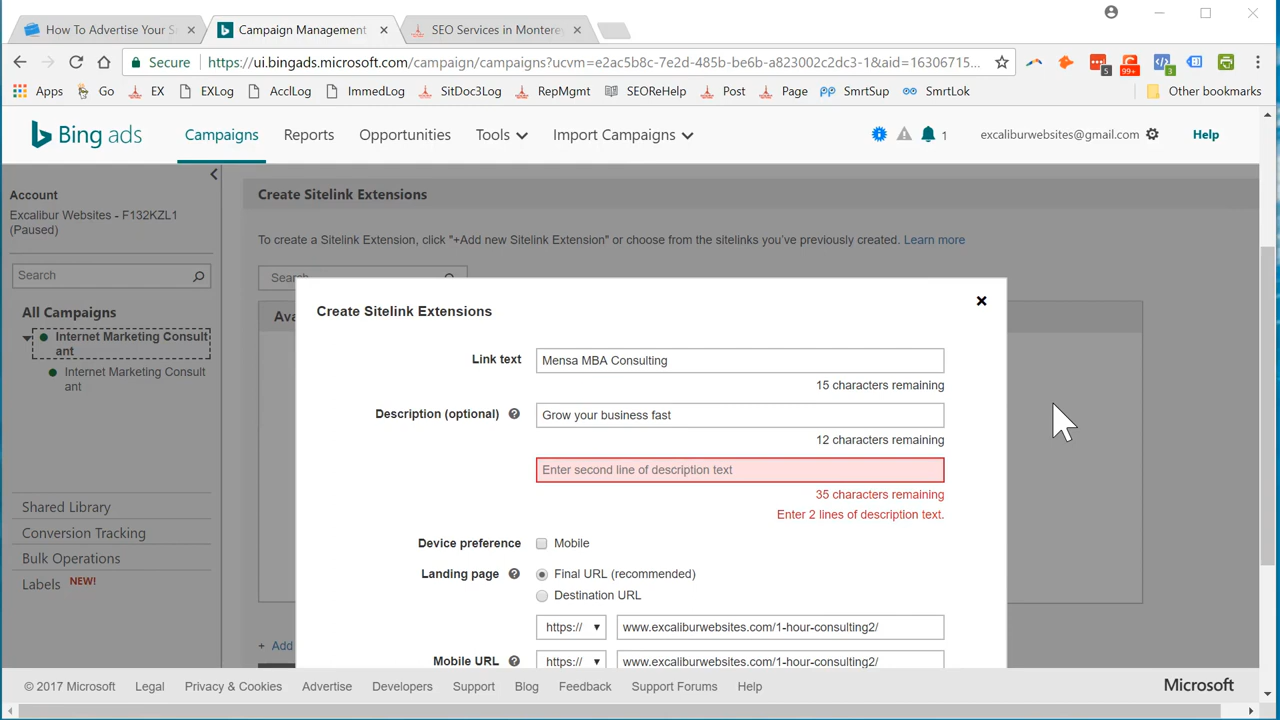 How To Advertise Your S
Campaign Management
SEO Services in Montere
Secure
https://ui.bingads.microsoft.com/campaign/campaigns?ucvm=e2ac5b8c-7e2d-485b-be6b-a823002c2dc3-1&aid=16306715...
5
99+
3
Apps
Go
EX
EXLog
AcclLog
ImmedLog
SitDoc3Log
RepMgmt
SEOReHelp
Post
Page
SmrtSup
SmrtLok
Other bookmarks
Bing ads
Campaigns
Reports
Opportunities
Tools
Import Campaigns
1
excaliburwebsites@gmail.com
Help
Account
Excalibur Websites - F132KZL1
(Paused)
Search
All Campaigns
Internet Marketing Consult
ant
Internet Marketing Consult
ant
Shared Library
Conversion Tracking
Bulk Operations
Labels NEW!
Create Sitelink Extensions
To create a Sitelink Extension, click "+Add new Sitelink Extension" or choose from the sitelinks you've previously created. Learn more
Search
Ava
+ Add
Create Sitelink Extensions
Link text
Mensa MBA Consulting
15 characters remaining
Description (optional)
Grow your business fast
12 characters remaining
Enter second line of description text
35 characters remaining
Enter 2 lines of description text.
Device preference
Mobile
Landing page
Final URL (recommended)
Destination URL
https://
www.excaliburwebsites.com/1-hour-consulting2/
Mobile URL
https://
www.excaliburwebsites.com/1-hour-consulting2/
© 2017 Microsoft
Legal
Privacy & Cookies
Advertise
Developers
Support
Blog
Feedback
Support Forums
Help
Microsoft